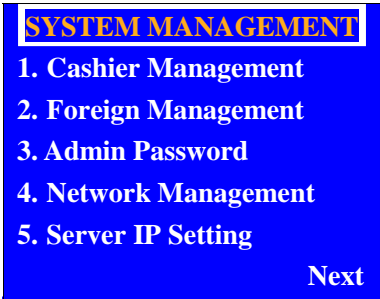 SYSTEM MANAGEMENT
1. Cashier Management
2. Foreign Management
3. Admin Password
4. Network Management
5. Server IP Setting
Next